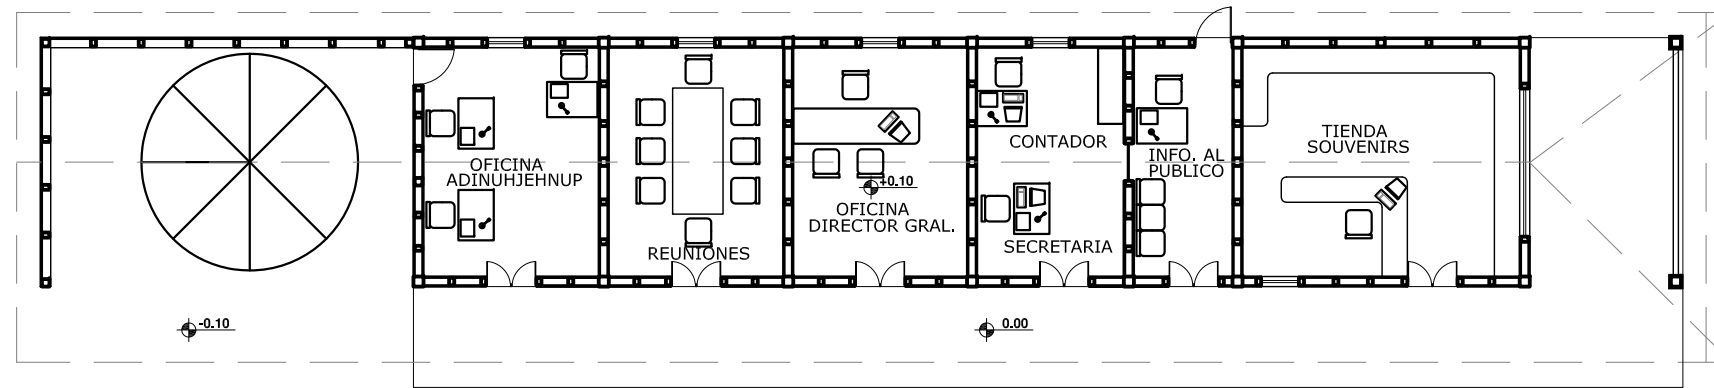 OFICINA
ADINUHJEHNUP
REUNIONES
+0.10
OFICINA
DIRECTOR GRAL.
CONTADOR
SECRETARIA
INFO. AL
PUBLICO
TIENDA
SOUVENIRS
-0.10
0.00